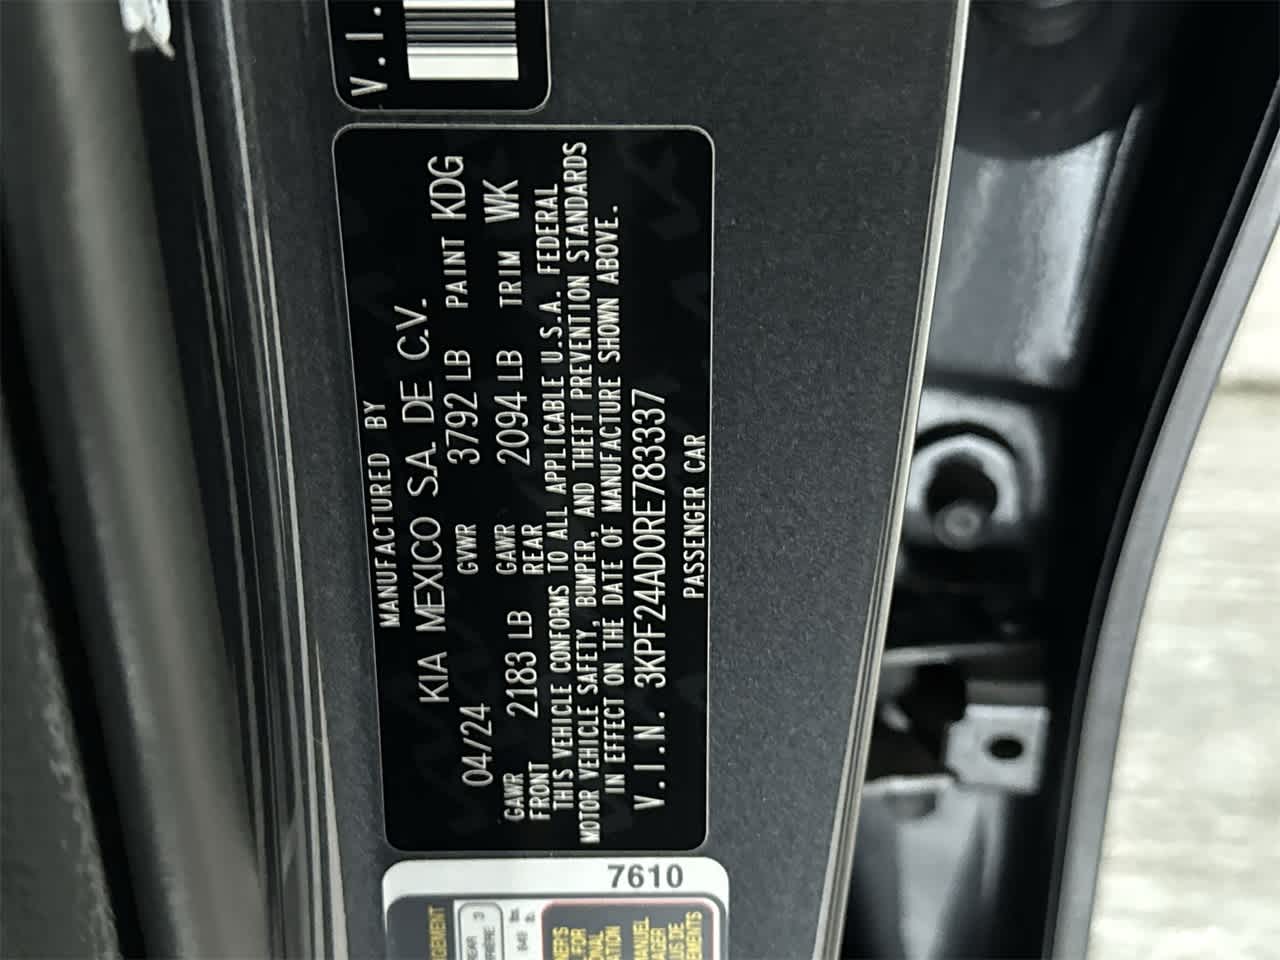 V.I.
MANUFACTURED BY
KIA MEXICO S.A. DE C.V.
04/24 GVWR 3792 LB PAINT KDG
GAWR FRONT 2183 LB GAWR REAR 2094 LB TRIM WK
THIS VEHICLE CONFORMS TO ALL APPLICABLE U.S.A. FEDERAL
MOTOR VEHICLE SAFETY, BUMPER, AND THEFT PREVENTION STANDARDS
IN EFFECT ON THE DATE OF MANUFACTURE SHOWN ABOVE.
V.I.N. 3KPF24AD0RE783337
PASSENGER CAR
7610